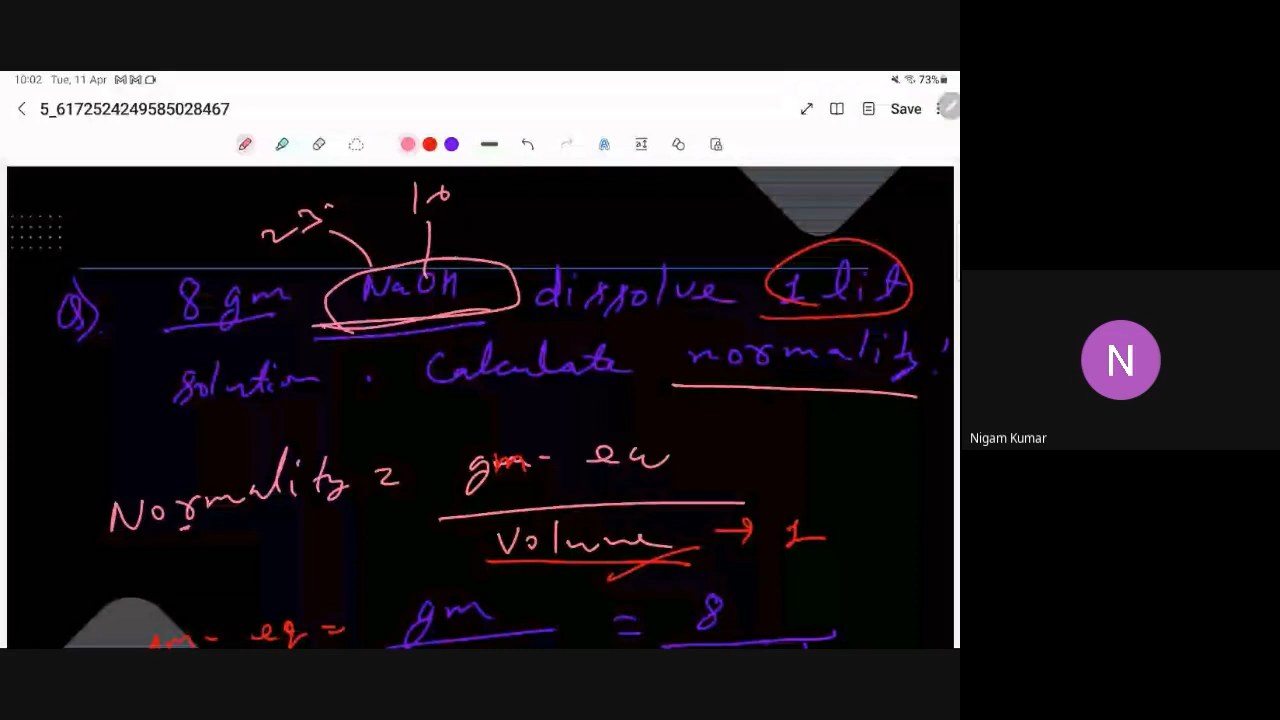 10:02 Tue, 11 Apr 73%
5_6172524249585028467 Save
23 16
Q). 8 gm NaOH dissolve 1 lit
solution . Calculate normality!
N
Nigam Kumar
Normality = gm- eq
volume → 1
gm- eq = gm = 8